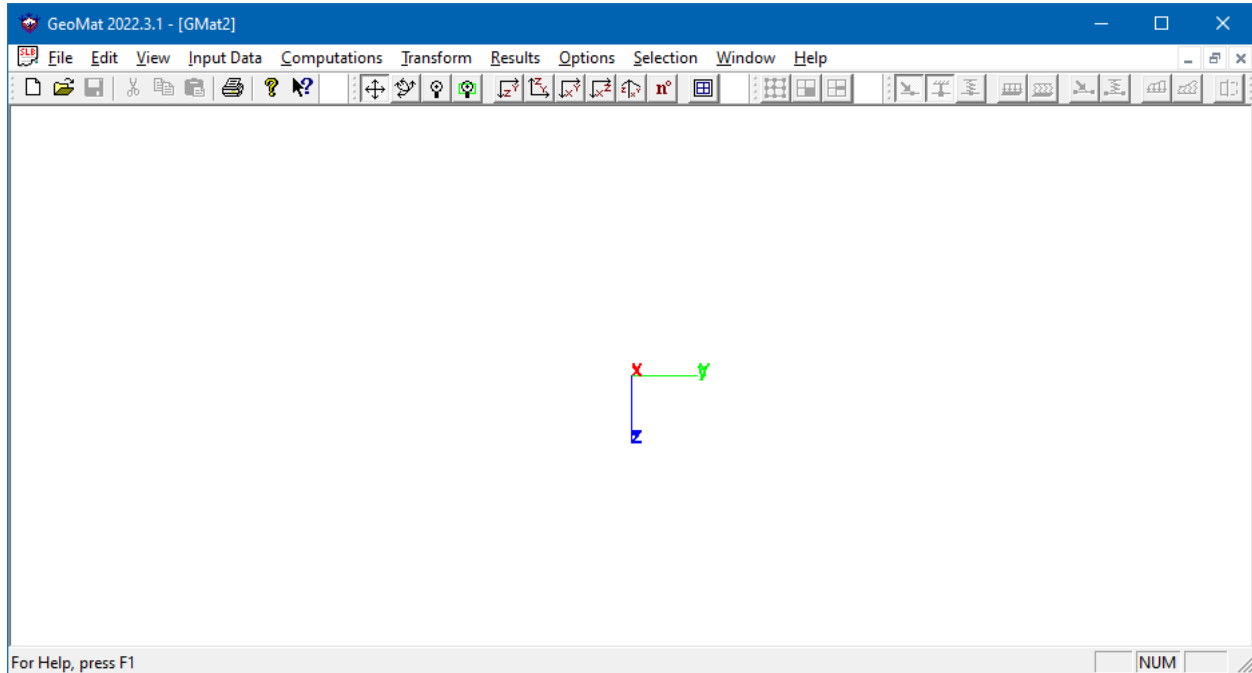 GeoMat 2022.3.1 - [GMat2]
SLB File Edit View Input Data Computations Transform Results Options Selection Window Help
n°
X y
z
For Help, press F1 NUM